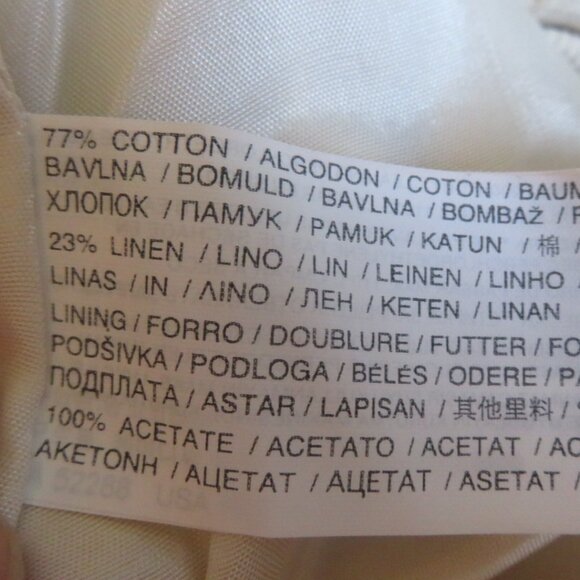 77% COTTON / ALGODON / COTON / BAUM
BAVLNA / BOMULD / BAVLNA / BOMBAŽ /
ХЛОПОК / ПАМУК / PAMUK / KATUN / 棉 /
23% LINEN / LINO / LIN / LEINEN / LINHO /
LINAS / IN / ΛΙΝΟ / ЛЕН / KETEN / LINAN
LINING / FORRO / DOUBLURE / FUTTER / FO
PODŠIVKA / PODLOGA / BÉLÉS / ODERE / PA
ПОДПЛАТА / ASTAR / LAPISAN / 其他里料 /
100% ACETATE / ACETATO / ACETAT / AC
ΑΚΕΤΟΝΗ / АЦЕТАТ / АЦЕТАТ / ASETAT /